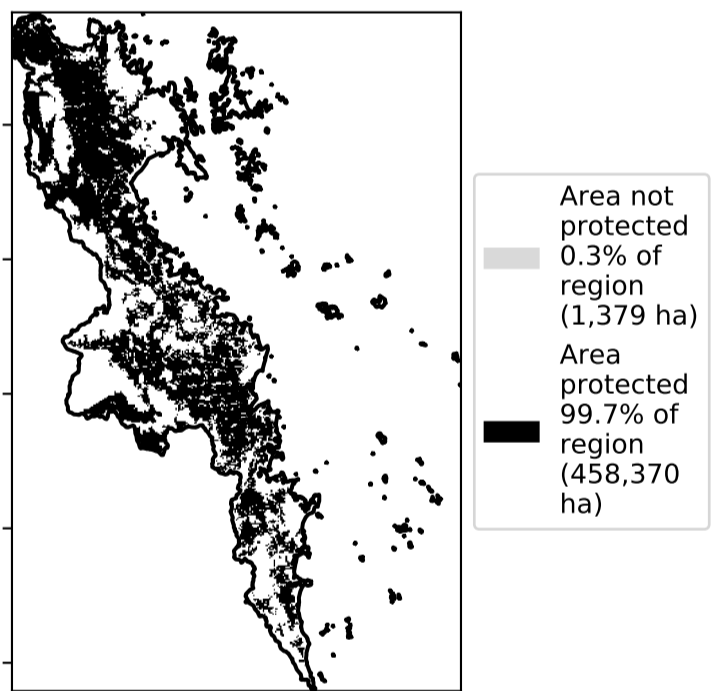 Area not
protected
0.3% of
region
(1,379 ha)
Area
protected
99.7% of
region
(458,370
ha)